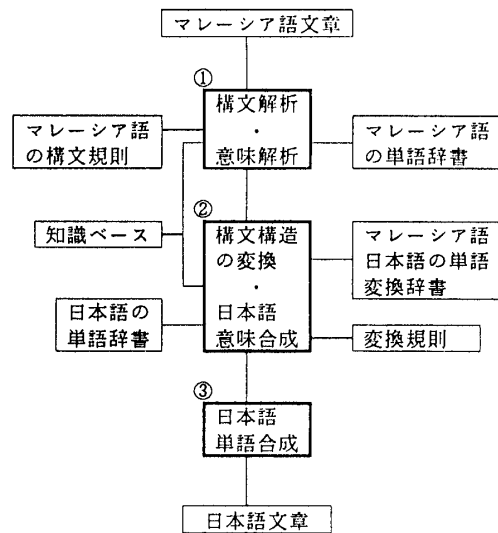 マレーシア語文章
①
構文解析
・
意味解析
マレーシア語
の構文規則
マレーシア語
の単語辞書
知識ベース
②
構文構造
の変換
・
日本語
意味合成
マレーシア語
日本語の単語
変換辞書
日本語の
単語辞書
変換規則
③
日本語
単語合成
日本語文章